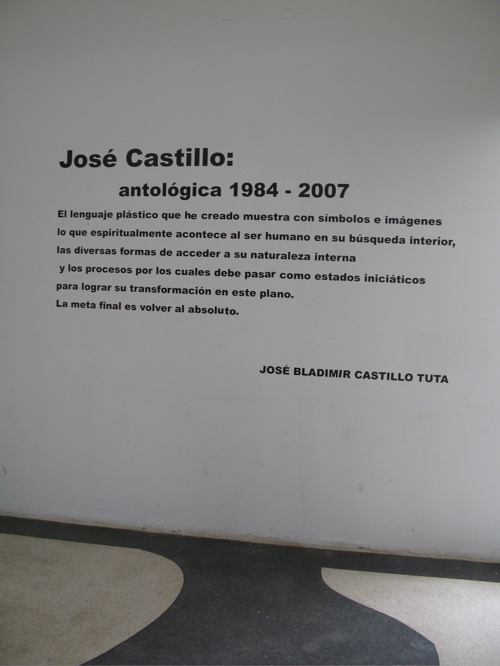 José Castillo:
antológica 1984 - 2007
El lenguaje plástico que he creado muestra con símbolos e imágenes
lo que espiritualmente acontece al ser humano en su búsqueda interior,
las diversas formas de acceder a su naturaleza interna
y los procesos por los cuales debe pasar como estados iniciáticos
para lograr su transformación en este plano.
La meta final es volver al absoluto.
JOSÉ BLADIMIR CASTILLO TUTA